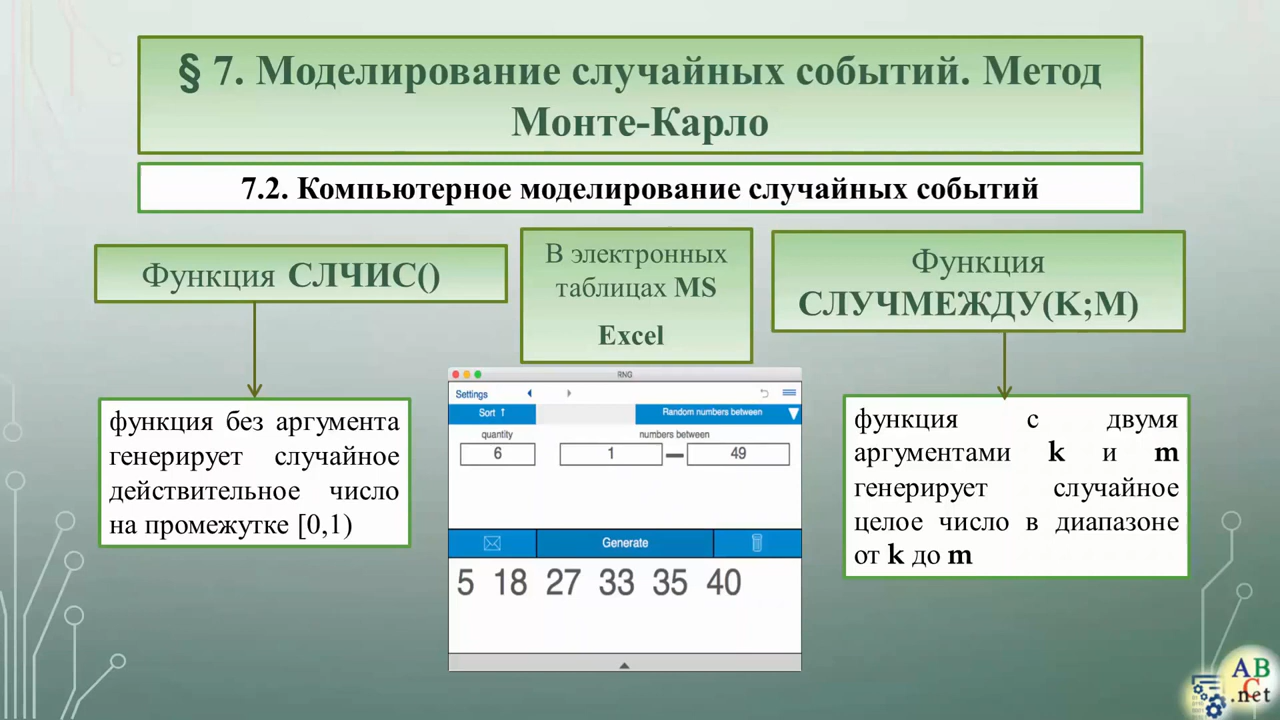 § 7. Моделирование случайных событий. Метод
Монте-Карло
7.2. Компьютерное моделирование случайных событий
Функция СЛЧИС()
В электронных
таблицах MS
Excel
Функция
СЛУЧМЕЖДУ(K;M)
функция без аргумента
генерирует случайное
действительное число
на промежутке [0,1)
RNG
Settings
Sort ↑
Random numbers between
quantity
numbers between
6
1
49
Generate
5 18 27 33 35 40
функция с двумя
аргументами k и m
генерирует случайное
целое число в диапазоне
от k до m
ABC
.net